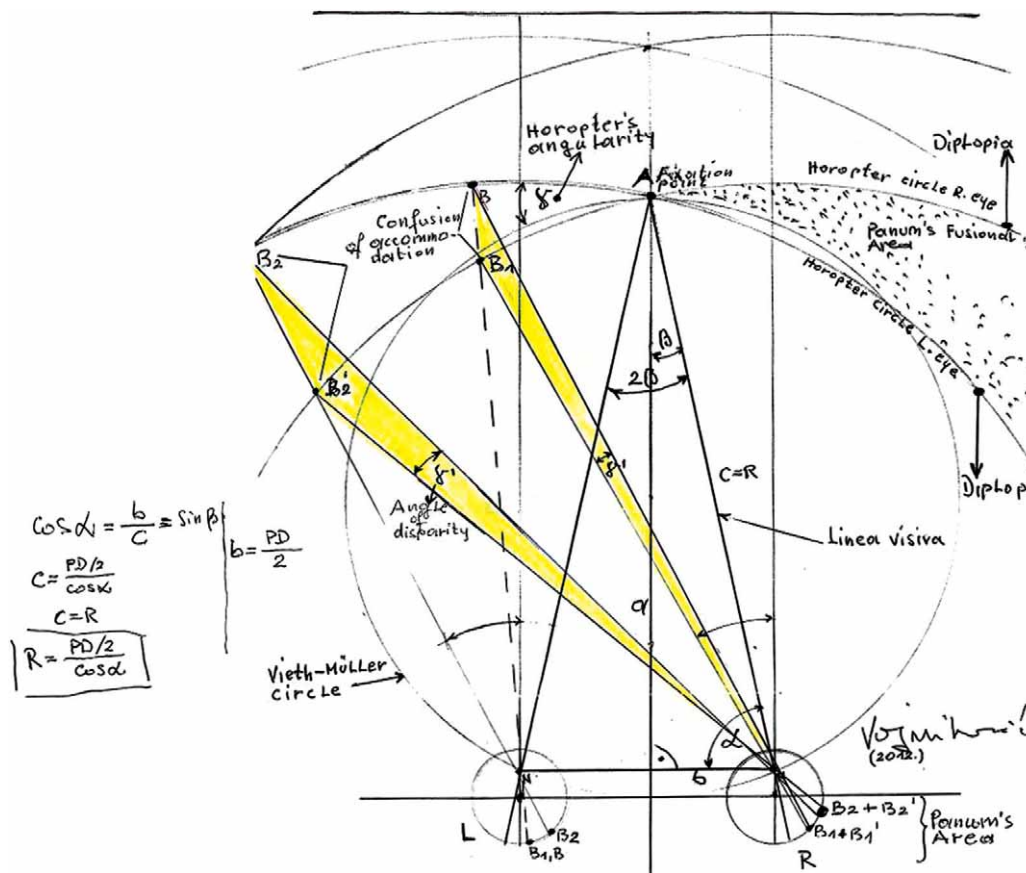 Horopter's
angularity
Diplopia
Horopter circle R. eye
A Fixation
point
γ
B
Confusion
of accommo-
dation
Panum's Fusional
Area
B2
B1
Horopter circle L. eye
β
2β
B2'
γ'
γ'
C=R
Angle
of
disparity
Diplop
Linea visiva
cos α = b/C = sin β
b = PD/2
C = PD/2 / cos α
C=R
R = PD/2 / cos α
a
Vieth-Müller
circle
α
b
(2012.)
B2+B2'
B1+B1'
Panum's
Area
L
B2
B1,B
R